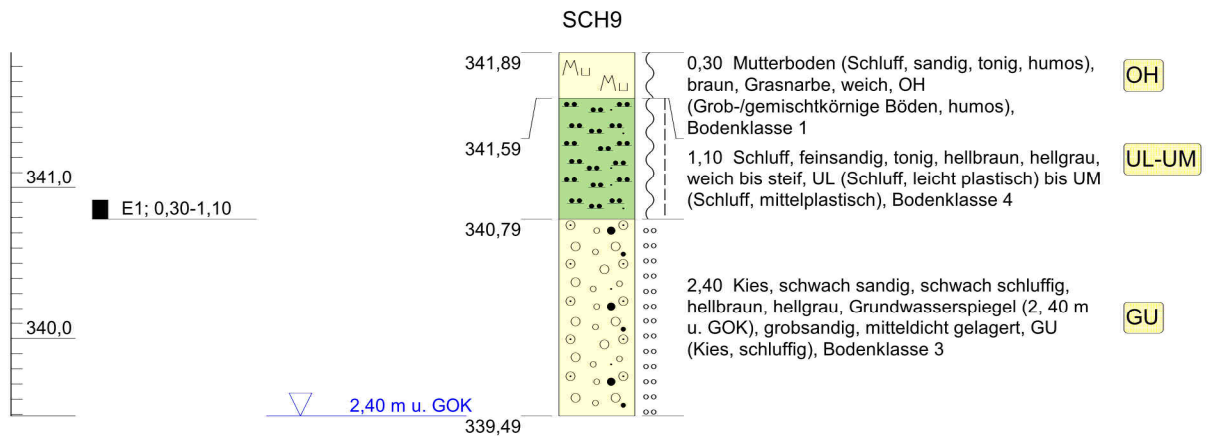 SCH9
341,89
0,30 Mutterboden (Schluff, sandig, tonig, humos),
braun, Grasnarbe, weich, OH
(Grob-/gemischtkörnige Böden, humos),
Bodenklasse 1
OH
Mu
Mu
341,59
1,10 Schluff, feinsandig, tonig, hellbraun, hellgrau,
weich bis steif, UL (Schluff, leicht plastisch) bis UM
(Schluff, mittelplastisch), Bodenklasse 4
UL-UM
341,0
E1; 0,30-1,10
340,79
2,40 Kies, schwach sandig, schwach schluffig,
hellbraun, hellgrau, Grundwasserspiegel (2, 40 m
u. GOK), grobsandig, mitteldicht gelagert, GU
(Kies, schluffig), Bodenklasse 3
GU
340,0
2,40 m u. GOK
339,49